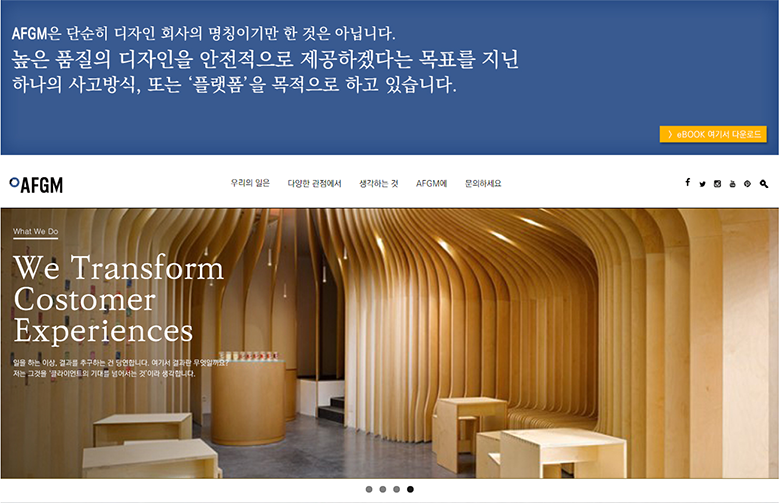 AFGM은 단순히 디자인 회사의 명칭이기만 한 것은 아닙니다.
높은 품질의 디자인을 안전적으로 제공하겠다는 목표를 지닌
하나의 사고방식, 또는 ‘플랫폼’을 목적으로 하고 있습니다.
》 eBOOK 여기서 다운로드
AFGM
우리의 일은 다양한 관점에서 생각하는 것 AFGM에 문의하세요
What We Do
We Transform
Costomer
Experiences
일을 하는 이상, 결과를 추구하는 건 당연합니다. 여기서 결과란 무엇일까요?
저는 그것을 ‘클라이언트의 기대를 넘어서는 것’이라 생각합니다.